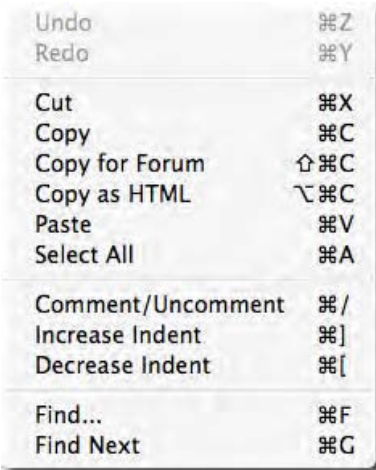 Undo ⌘Z
Redo ⌘Y
Cut ⌘X
Copy ⌘C
Copy for Forum ⇧⌘C
Copy as HTML ⌥⌘C
Paste ⌘V
Select All ⌘A
Comment/Uncomment ⌘/
Increase Indent ⌘]
Decrease Indent ⌘[
Find... ⌘F
Find Next ⌘G